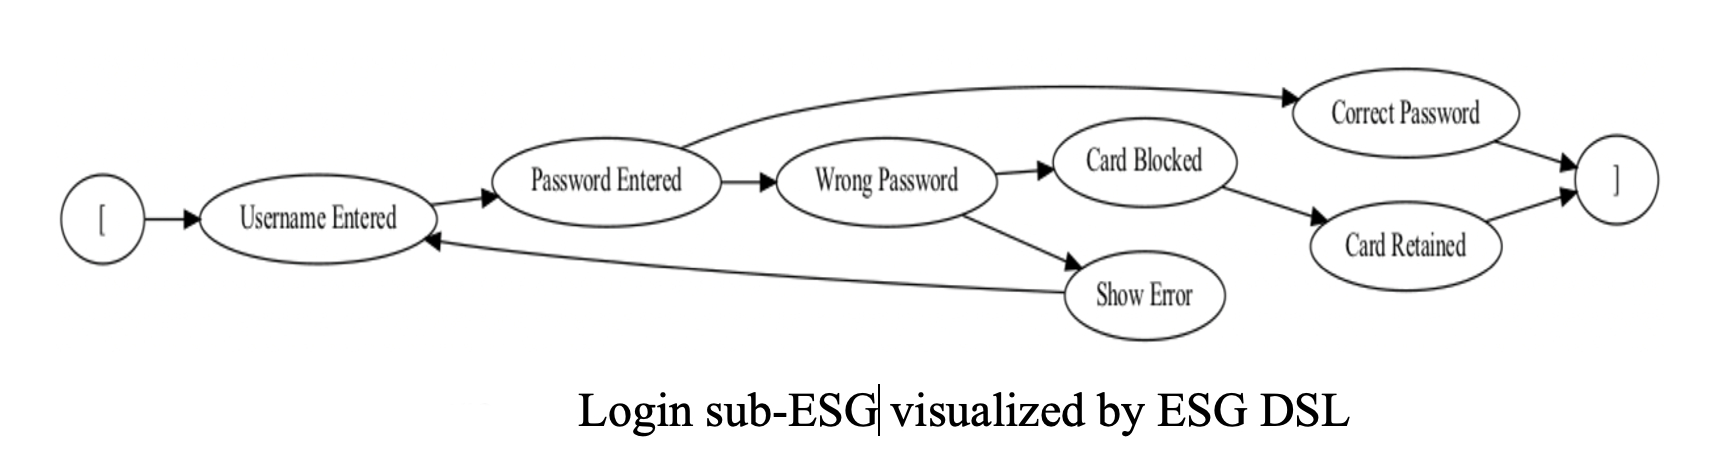 [
Username Entered
Password Entered
Wrong Password
Card Blocked
Show Error
Correct Password
Card Retained
]
Login sub-ESG visualized by ESG DSL